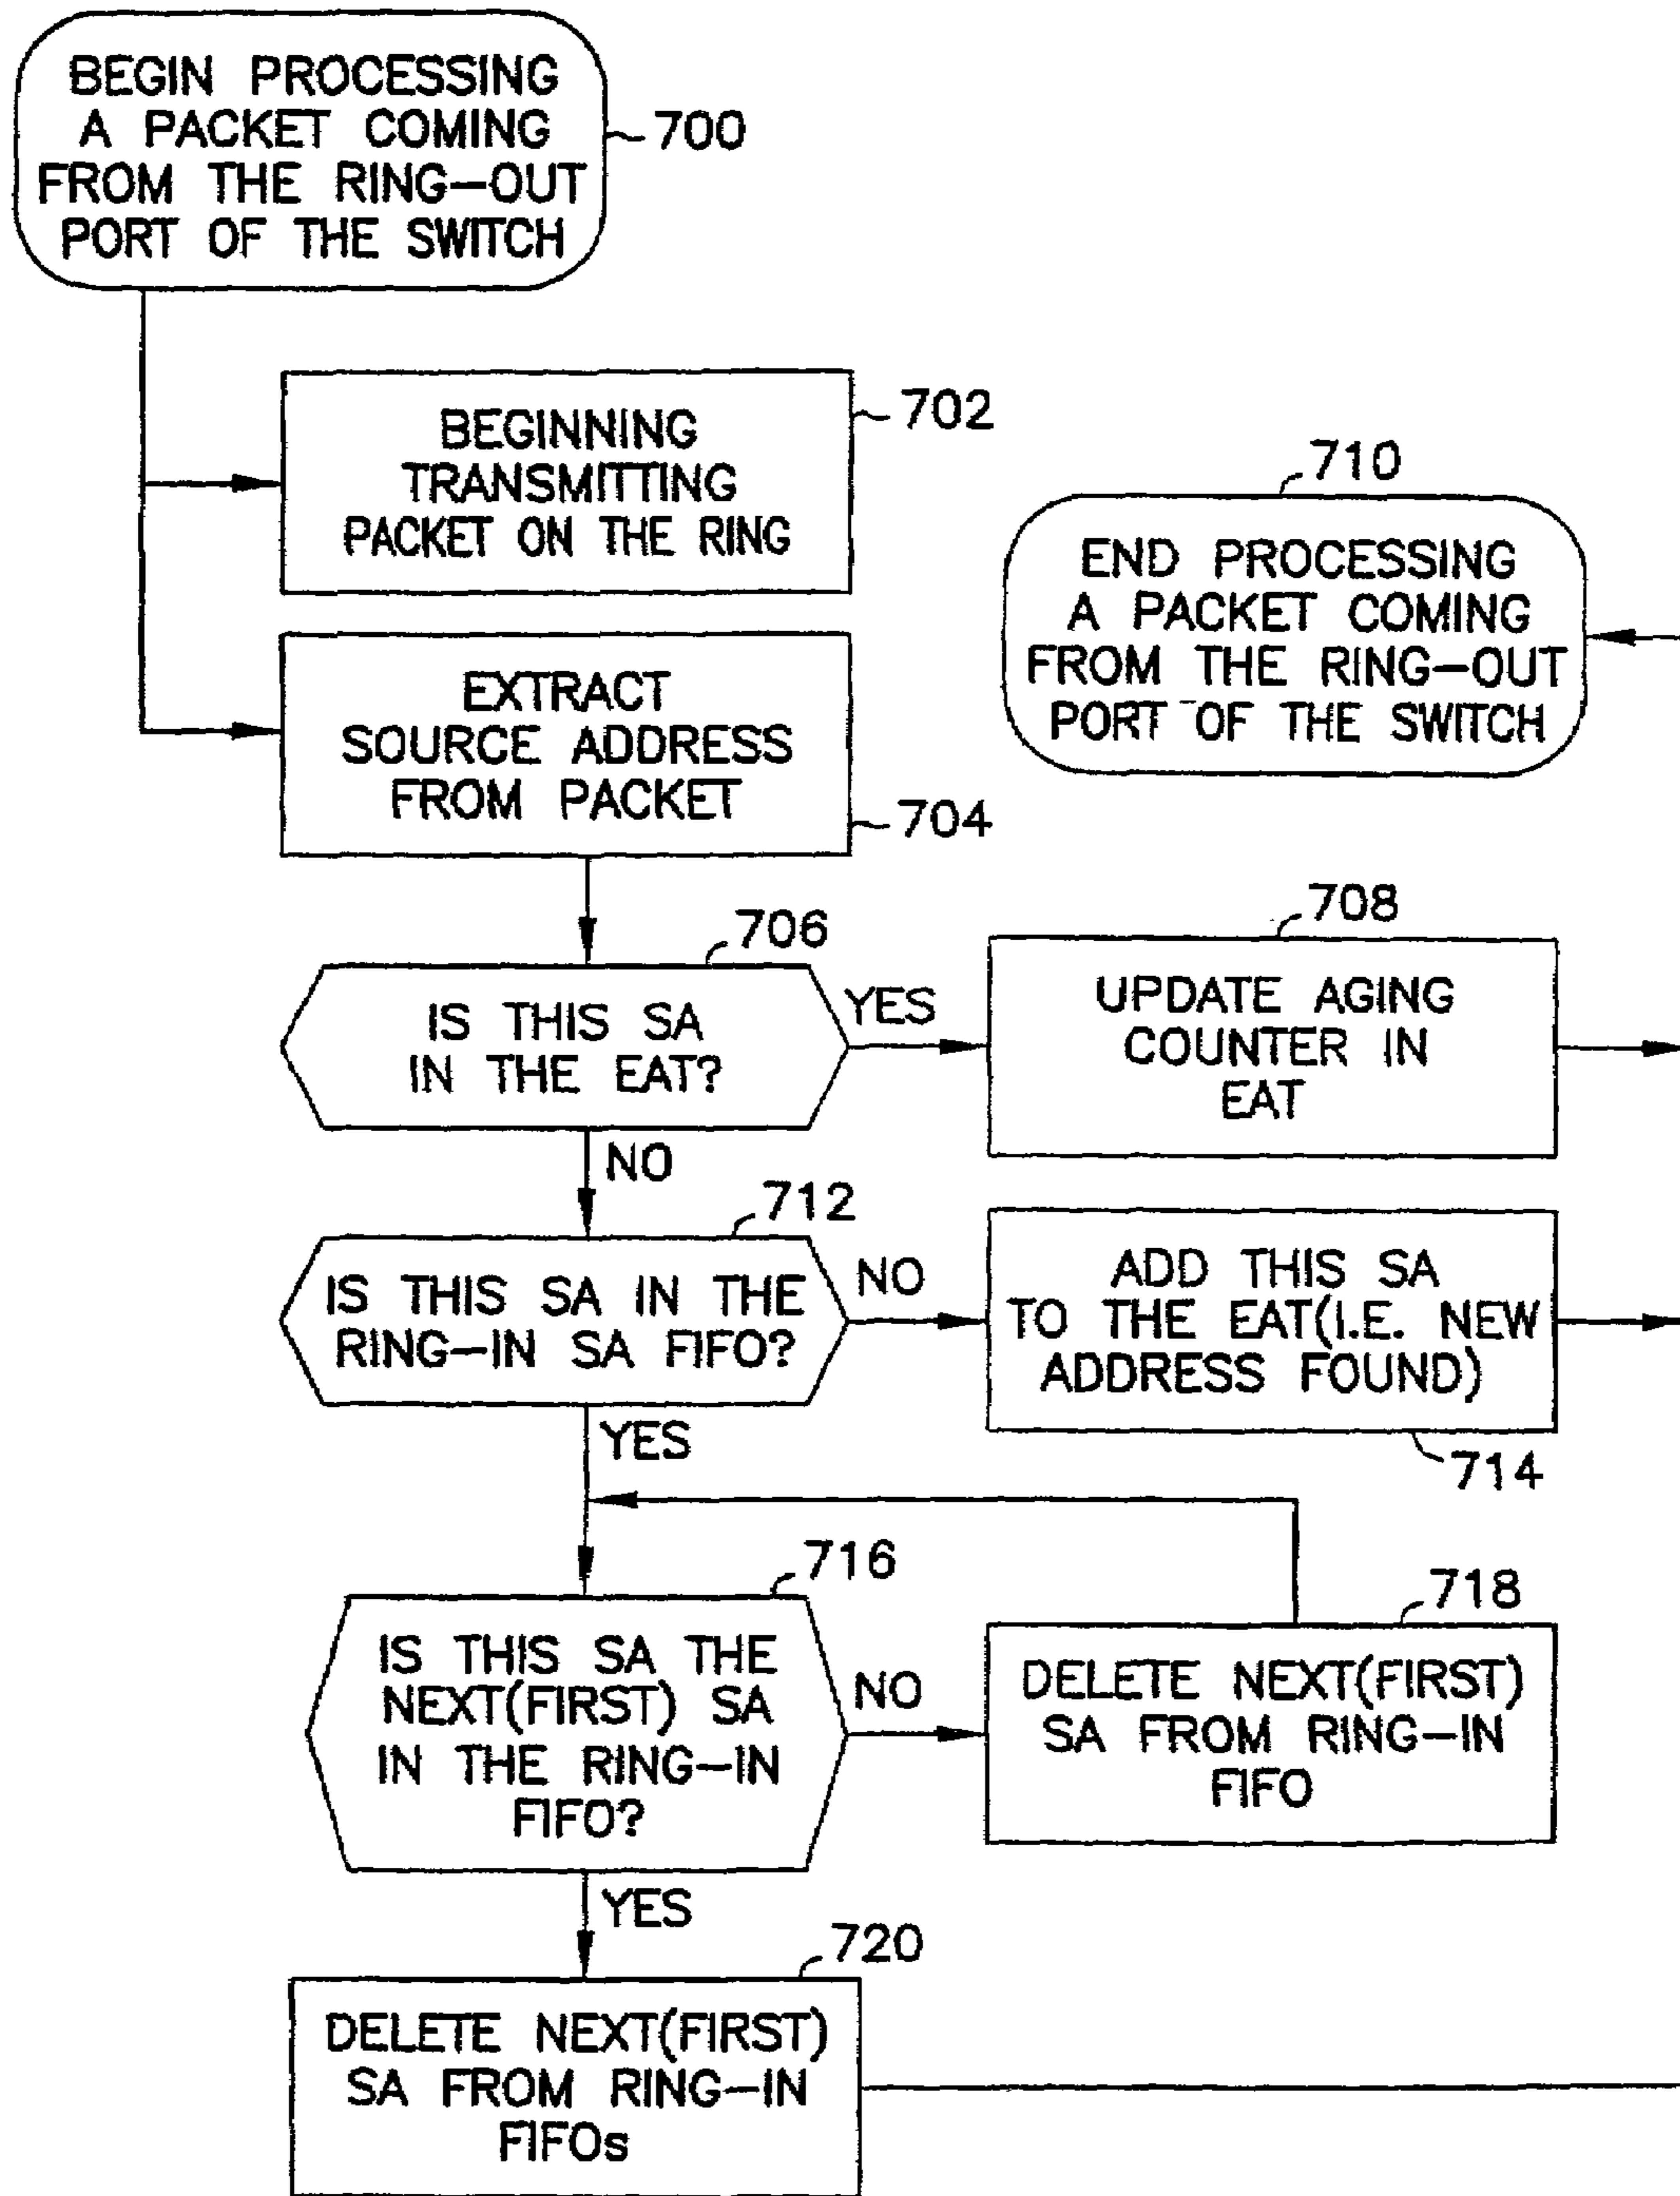 BEGIN PROCESSING
A PACKET COMING
FROM THE RING-OUT
PORT OF THE SWITCH
700
BEGINNING
TRANSMITTING
PACKET ON THE RING
702
EXTRACT
SOURCE ADDRESS
FROM PACKET
704
710
END PROCESSING
A PACKET COMING
FROM THE RING-OUT
PORT OF THE SWITCH
706
IS THIS SA
IN THE EAT?
YES
708
UPDATE AGING
COUNTER IN
EAT
NO
712
IS THIS SA IN THE
RING-IN SA FIFO?
NO
ADD THIS SA
TO THE EAT(I.E. NEW
ADDRESS FOUND)
714
YES
716
IS THIS SA THE
NEXT(FIRST) SA
IN THE RING-IN
FIFO?
NO
718
DELETE NEXT(FIRST)
SA FROM RING-IN
FIFO
YES
720
DELETE NEXT(FIRST)
SA FROM RING-IN
FIFOs